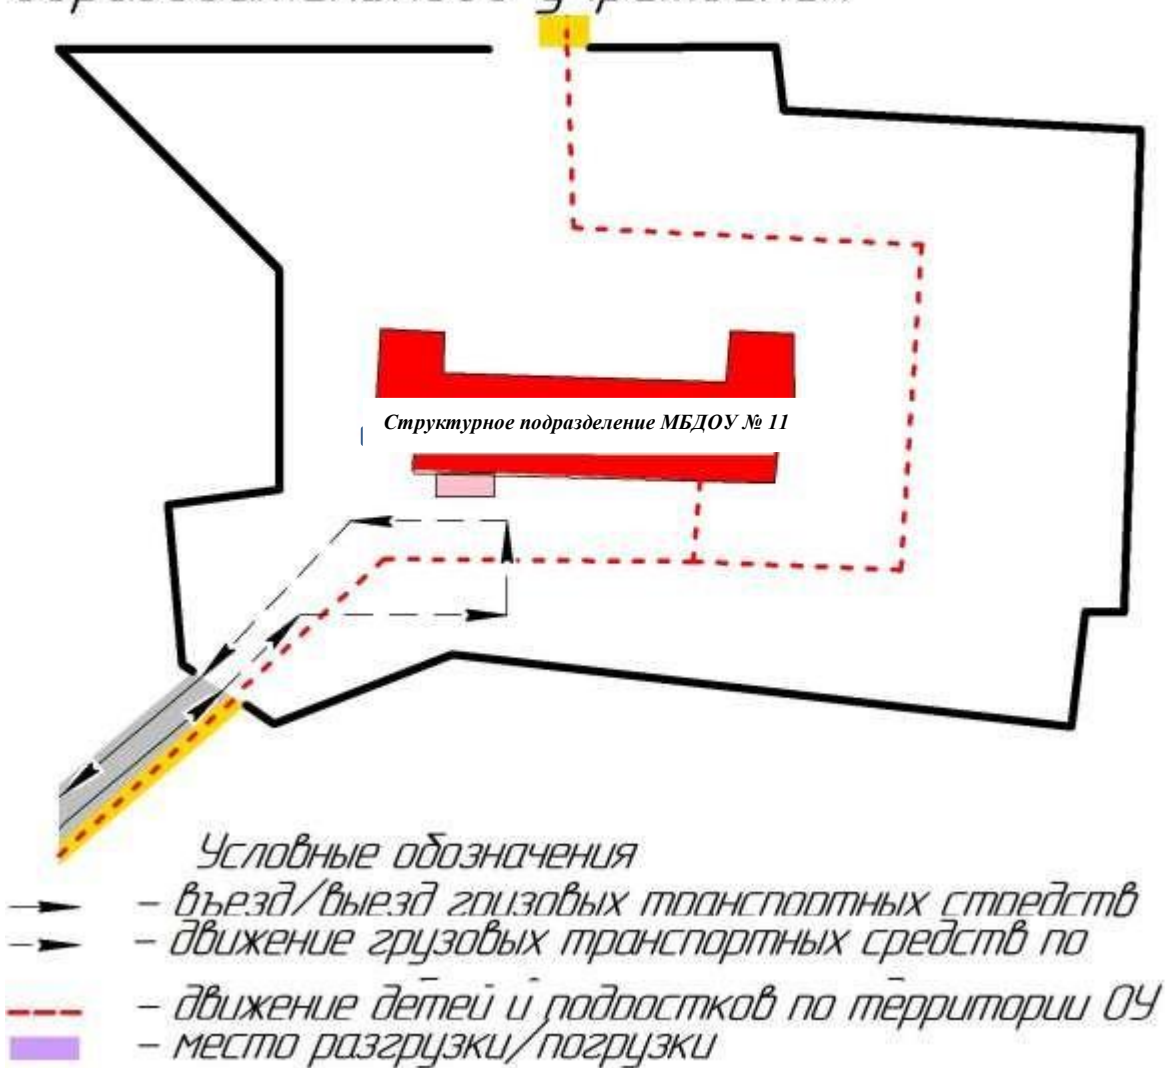 Структурное подразделение МБДОУ № 11
Условные обозначения
– въезд/выезд грузовых транспортных средств
– движение грузовых транспортных средств по
– движение детей и подростков по территории ОУ
– место разгрузки/погрузки